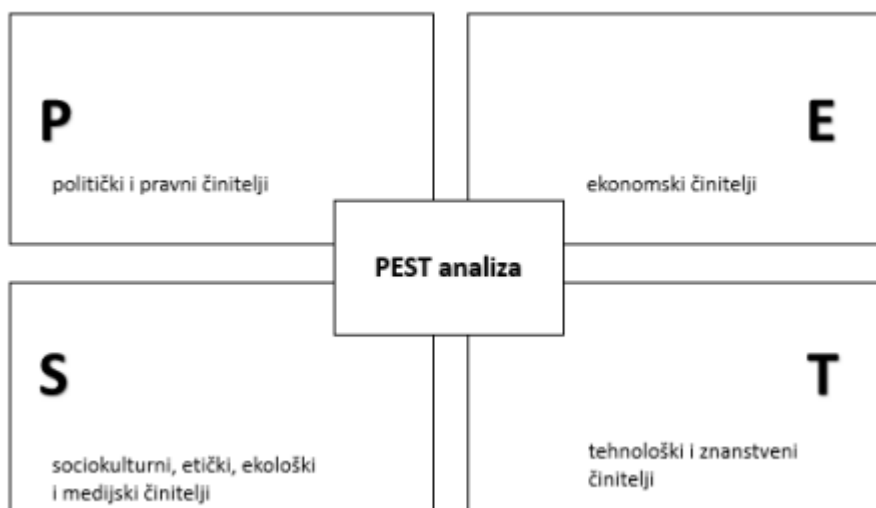 P
politički i pravni činitelji
E
ekonomski činitelji
PEST analiza
S
sociokulturni, etički, ekološki
i medijski činitelji
T
tehnološki i znanstveni
činitelji